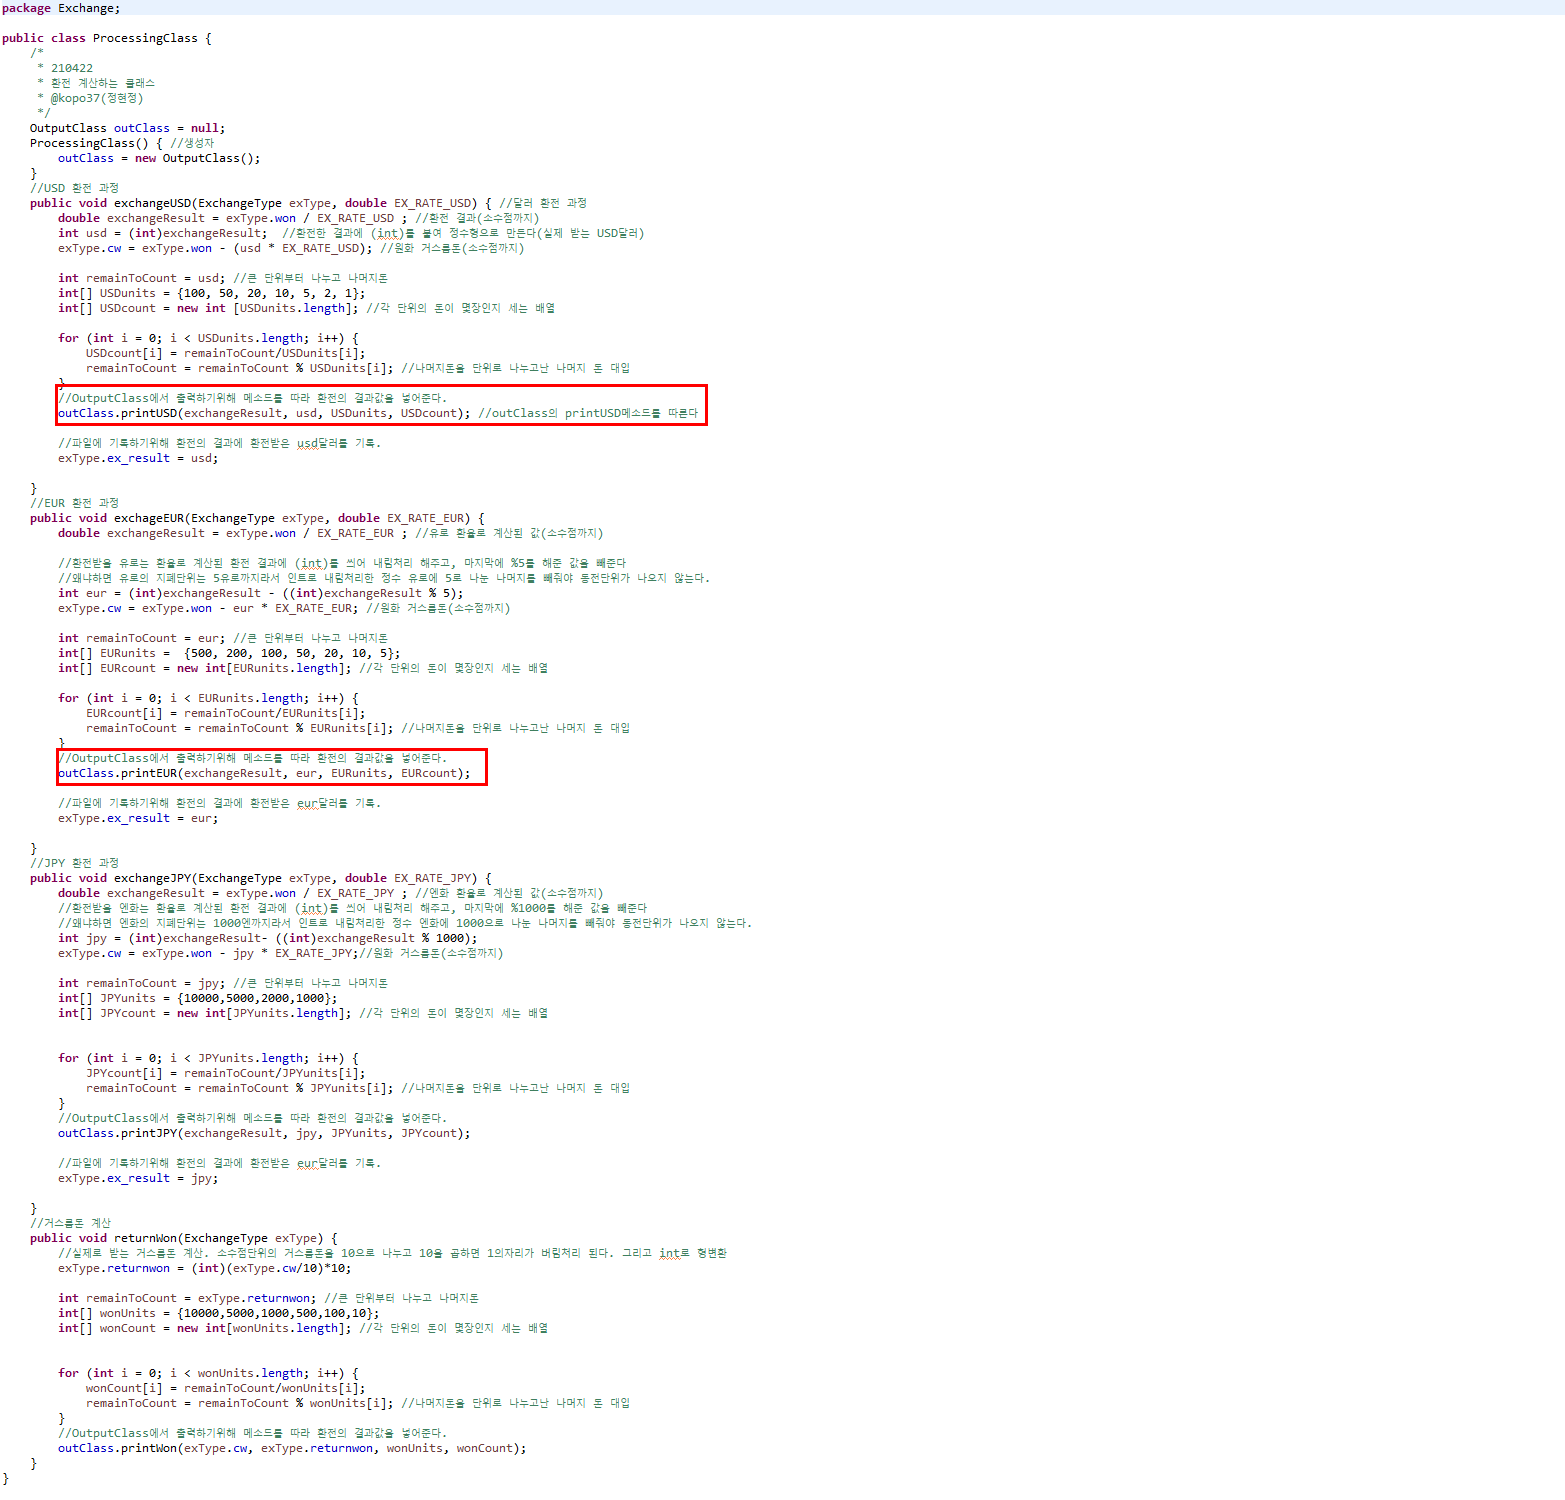 package Exchange;
public class ProcessingClass {
/*
* 210422
* 환전 계산하는 클래스
* @kopo37(정현정)
*/
OutputClass outClass = null;
ProcessingClass() { //생성자
outClass = new OutputClass();
}
//USD 환전 과정
public void exchangeUSD(ExchangeType exType, double EX_RATE_USD) { //달러 환전 과정
double exchangeResult = exType.won / EX_RATE_USD ; //환전 결과(소수점까지)
int usd = (int)exchangeResult;  //환전한 결과에 (int)를 붙여 정수형으로 만든다(실제 받는 USD달러)
exType.cw = exType.won - (usd * EX_RATE_USD); //원화 거스름돈(소수점까지)
int remainToCount = usd; //큰 단위부터 나누고 나머지돈
int[] USDunits = {100, 50, 20, 10, 5, 2, 1};
int[] USDcount = new int [USDunits.length]; //각 단위의 돈이 몇장인지 세는 배열
for (int i = 0; i < USDunits.length; i++) {
USDcount[i] = remainToCount/USDunits[i];
remainToCount = remainToCount % USDunits[i]; //나머지돈을 단위로 나누고난 나머지 돈 대입
}
//OutputClass에서 출력하기위해 메소드를 따라 환전의 결과값을 넣어준다.
outClass.printUSD(exchangeResult, usd, USDunits, USDcount); //outClass의 printUSD메소드를 따른다
//파일에 기록하기위해 환전의 결과에 환전받은 usd달러를 기록.
exType.ex_result = usd;
}
//EUR 환전 과정
public void exchageEUR(ExchangeType exType, double EX_RATE_EUR) {
double exchangeResult = exType.won / EX_RATE_EUR ; //유로 환율로 계산된 값(소수점까지)
//환전받을 유로는 환율로 계산된 환전 결과에 (int)를 씌어 내림처리 해주고, 마지막에 %5를 해준 값을 빼준다
//왜냐하면 유로의 지폐단위는 5유로까지라서 인트로 내림처리한 정수 유로에 5로 나눈 나머지를 빼줘야 동전단위가 나오지 않는다.
int eur = (int)exchangeResult - ((int)exchangeResult % 5);
exType.cw = exType.won - eur * EX_RATE_EUR; //원화 거스름돈(소수점까지)
int remainToCount = eur; //큰 단위부터 나누고 나머지돈
int[] EURunits =  {500, 200, 100, 50, 20, 10, 5};
int[] EURcount = new int[EURunits.length]; //각 단위의 돈이 몇장인지 세는 배열
for (int i = 0; i < EURunits.length; i++) {
EURcount[i] = remainToCount/EURunits[i];
remainToCount = remainToCount % EURunits[i]; //나머지돈을 단위로 나누고난 나머지 돈 대입
}
//OutputClass에서 출력하기위해 메소드를 따라 환전의 결과값을 넣어준다.
outClass.printEUR(exchangeResult, eur, EURunits, EURcount);
//파일에 기록하기위해 환전의 결과에 환전받은 eur달러를 기록.
exType.ex_result = eur;
}
//JPY 환전 과정
public void exchangeJPY(ExchangeType exType, double EX_RATE_JPY) {
double exchangeResult = exType.won / EX_RATE_JPY ; //엔화 환율로 계산된 값(소수점까지)
//환전받을 엔화는 환율로 계산된 환전 결과에 (int)를 씌어 내림처리 해주고, 마지막에 %1000를 해준 값을 빼준다
//왜냐하면 엔화의 지폐단위는 1000엔까지라서 인트로 내림처리한 정수 엔화에 1000으로 나눈 나머지를 빼줘야 동전단위가 나오지 않는다.
int jpy = (int)exchangeResult- ((int)exchangeResult % 1000);
exType.cw = exType.won - jpy * EX_RATE_JPY;//원화 거스름돈(소수점까지)
int remainToCount = jpy; //큰 단위부터 나누고 나머지돈
int[] JPYunits = {10000,5000,2000,1000};
int[] JPYcount = new int[JPYunits.length]; //각 단위의 돈이 몇장인지 세는 배열
for (int i = 0; i < JPYunits.length; i++) {
JPYcount[i] = remainToCount/JPYunits[i];
remainToCount = remainToCount % JPYunits[i]; //나머지돈을 단위로 나누고난 나머지 돈 대입
}
//OutputClass에서 출력하기위해 메소드를 따라 환전의 결과값을 넣어준다.
outClass.printJPY(exchangeResult, jpy, JPYunits, JPYcount);
//파일에 기록하기위해 환전의 결과에 환전받은 eur달러를 기록.
exType.ex_result = jpy;
}
//거스름돈 계산
public void returnWon(ExchangeType exType) {
//실제로 받는 거스름돈 계산. 소수점단위의 거스름돈을 10으로 나누고 10을 곱하면 1의자리가 버림처리 된다. 그리고 int로 형변환
exType.returnwon = (int)(exType.cw/10)*10;
int remainToCount = exType.returnwon; //큰 단위부터 나누고 나머지돈
int[] wonUnits = {10000,5000,1000,500,100,10};
int[] wonCount = new int[wonUnits.length]; //각 단위의 돈이 몇장인지 세는 배열
for (int i = 0; i < wonUnits.length; i++) {
wonCount[i] = remainToCount/wonUnits[i];
remainToCount = remainToCount % wonUnits[i]; //나머지돈을 단위로 나누고난 나머지 돈 대입
}
//OutputClass에서 출력하기위해 메소드를 따라 환전의 결과값을 넣어준다.
outClass.printWon(exType.cw, exType.returnwon, wonUnits, wonCount);
}
}